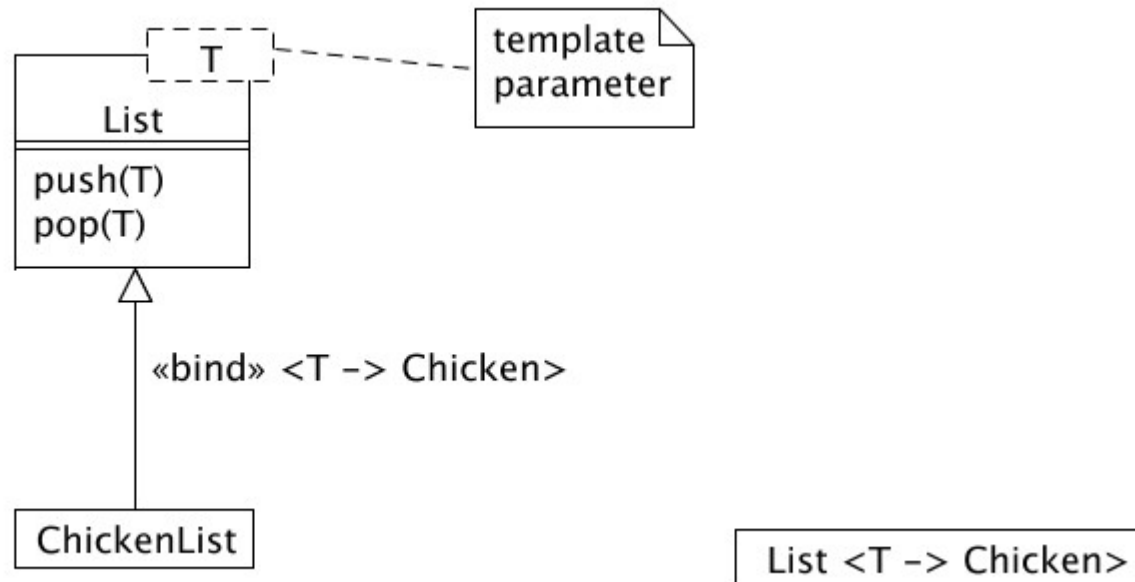 T
template
parameter
List
push(T)
pop(T)
«bind» <T -> Chicken>
ChickenList
List <T -> Chicken>